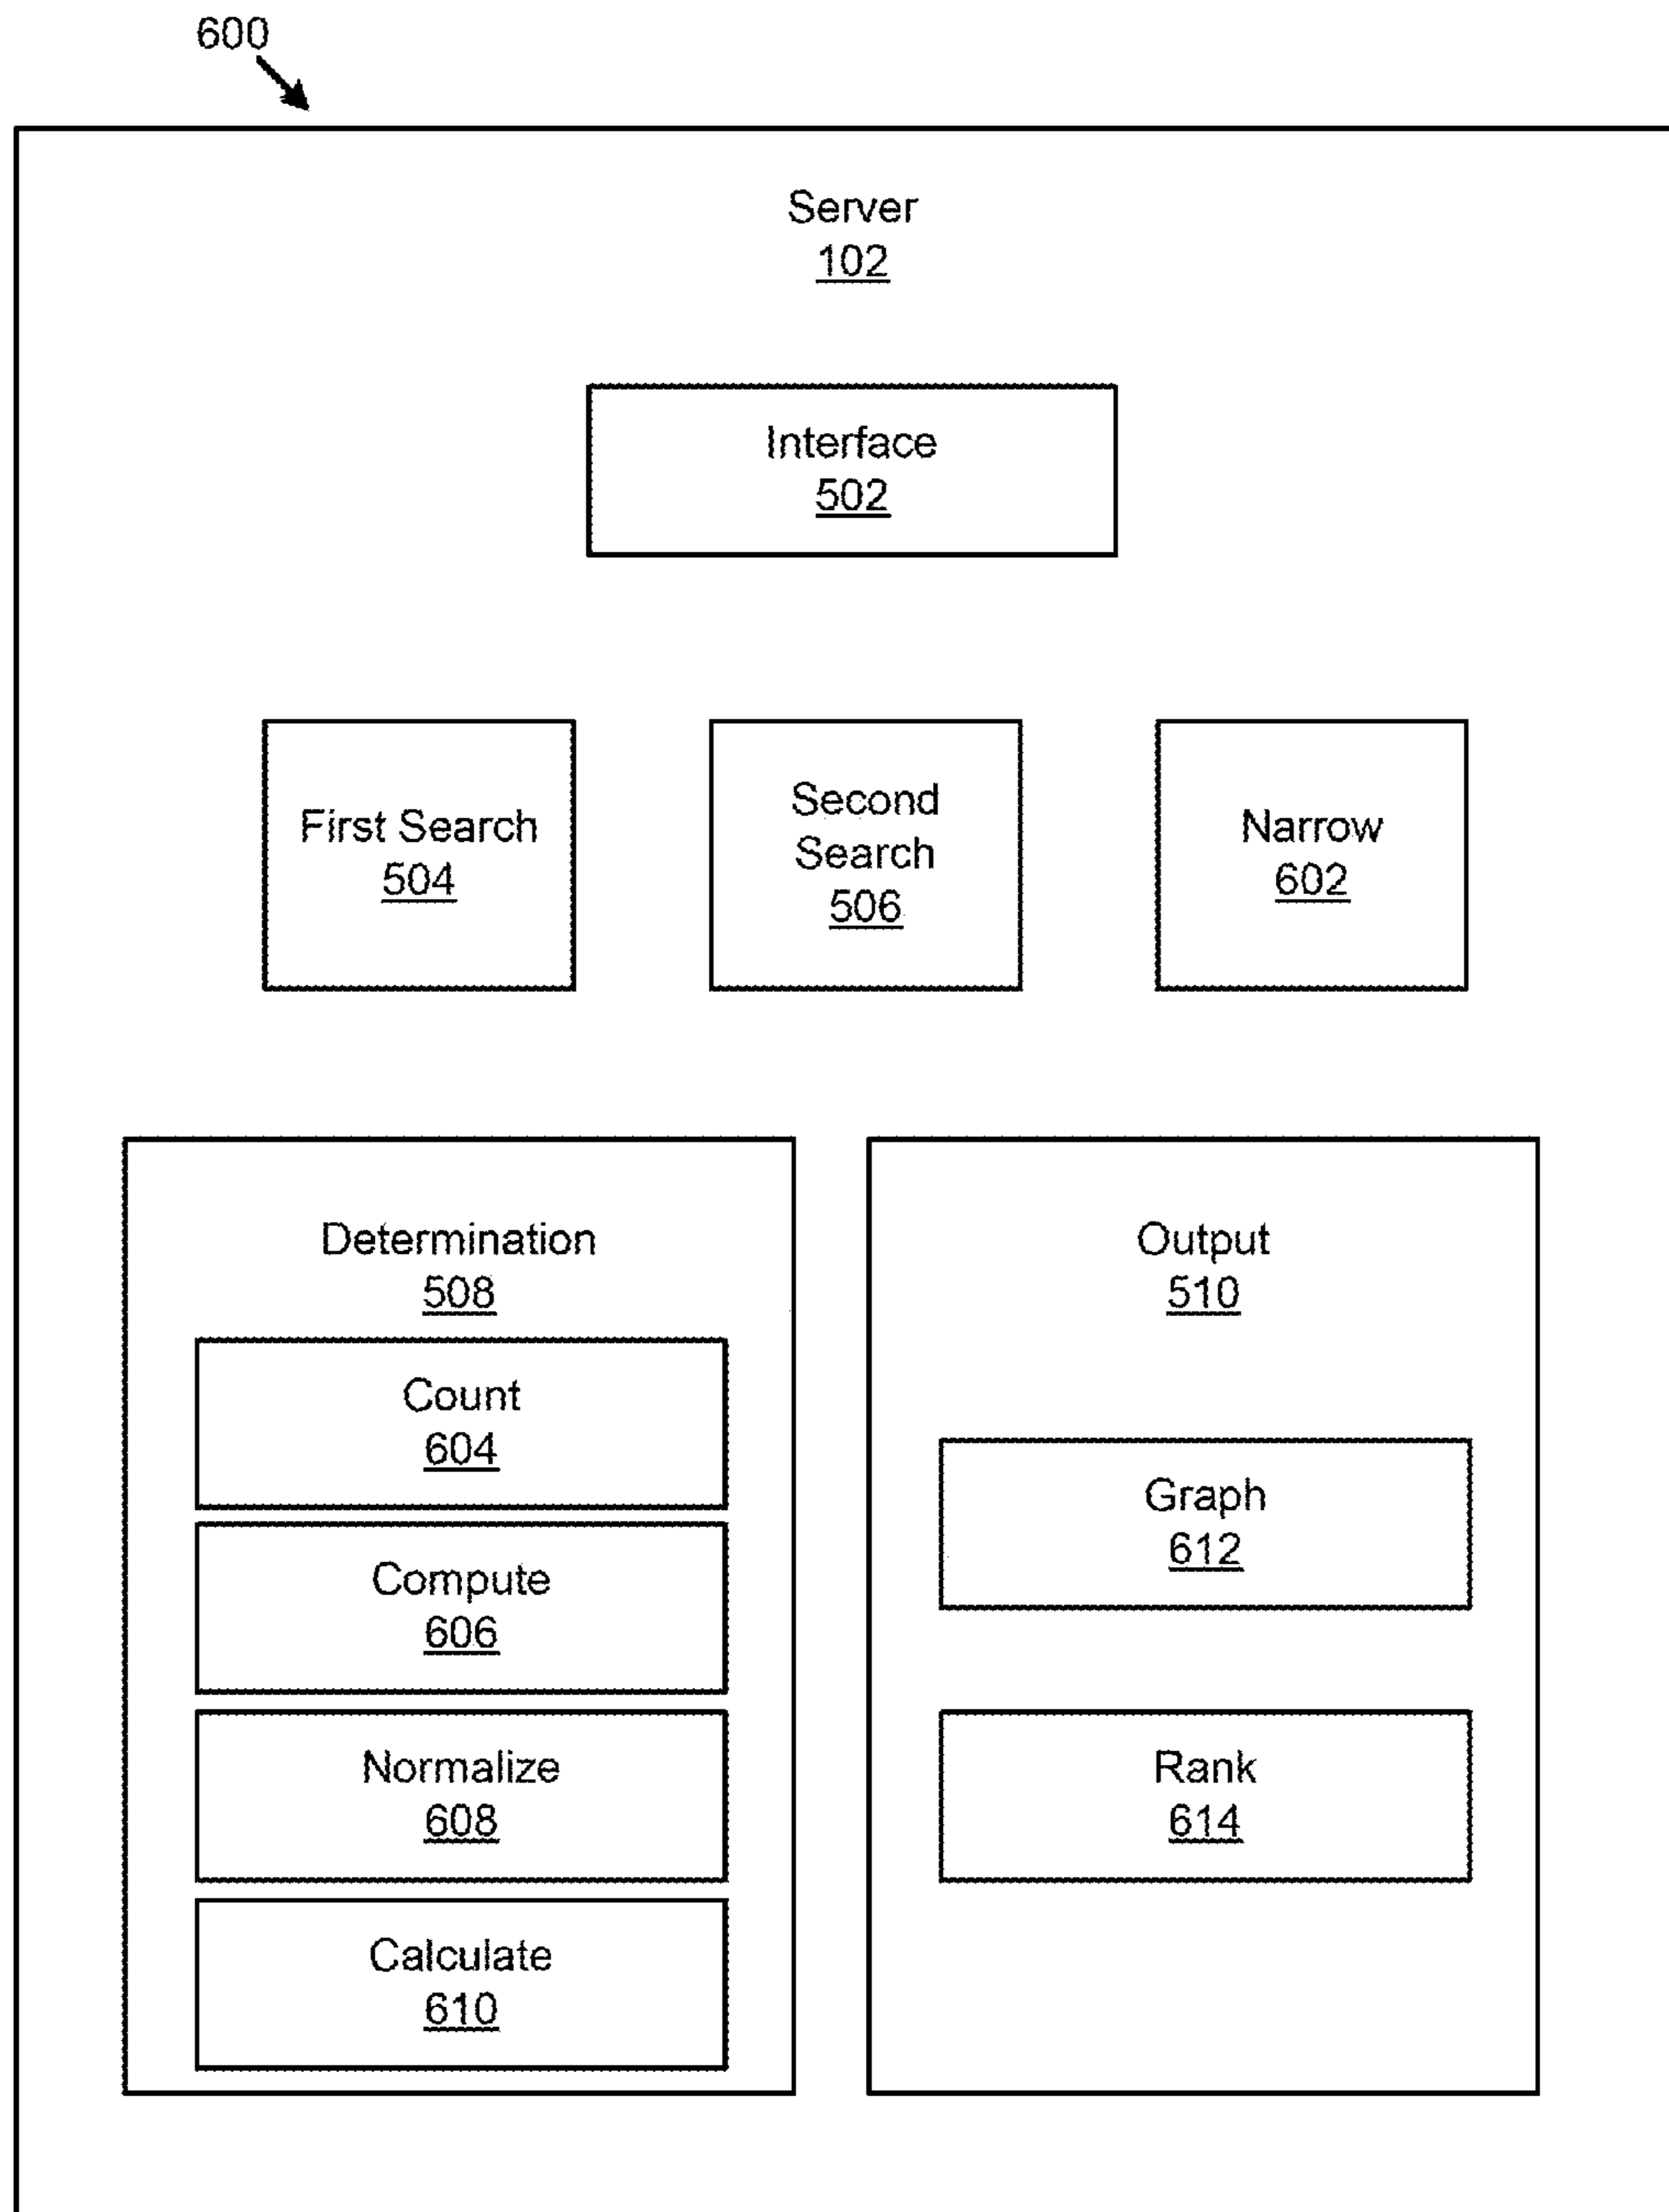 600
Server
102
Interface
502
First Search
504
Second
Search
506
Narrow
602
Determination
508
Count
604
Compute
606
Normalize
608
Calculate
610
Output
510
Graph
612
Rank
614